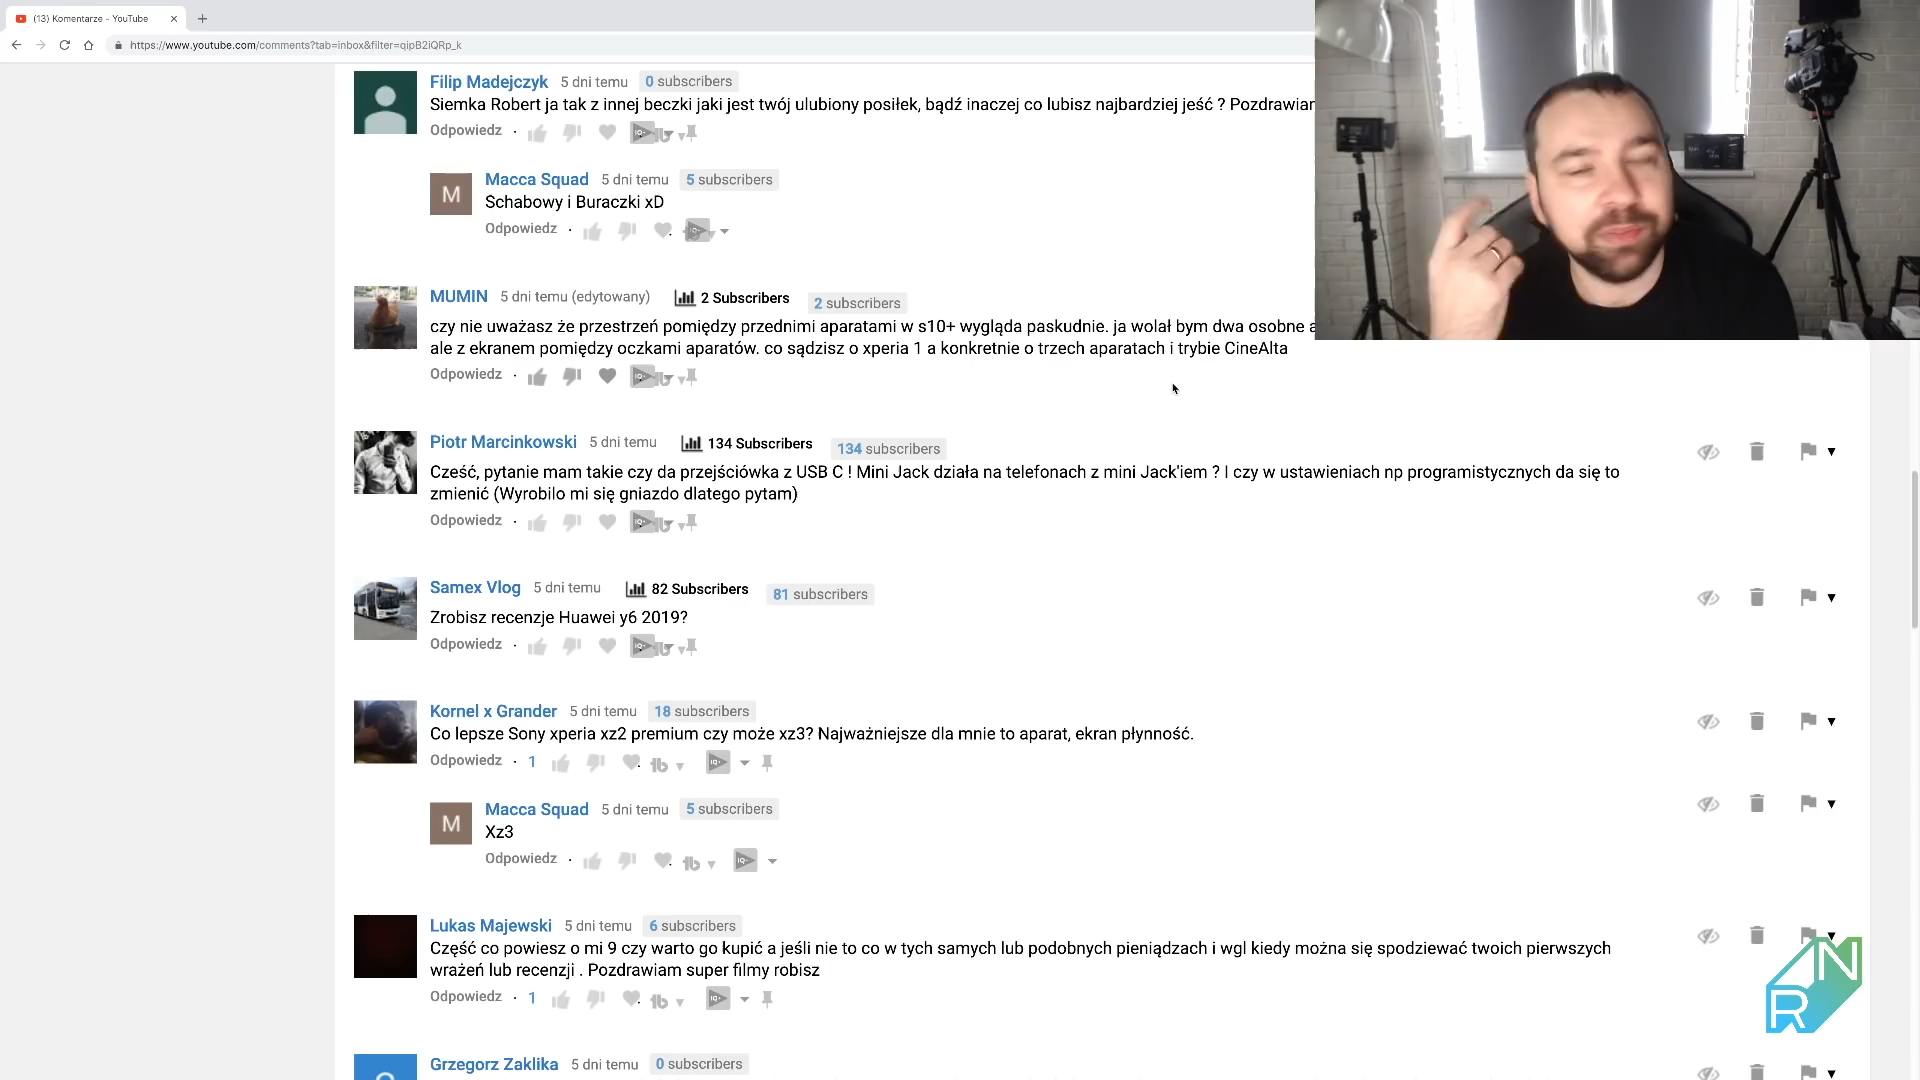 (13) Komentarze - YouTube
https://www.youtube.com/comments?tab=inbox&filter=qipB2iQRp_k
Filip Madejczyk 5 dni temu 0 subscribers
Siemka Robert ja tak z innej beczki jaki jest twój ulubiony posiłek, bądź inaczej co lubisz najbardziej jeść ? Pozdrawiam
Odpowiedz
M
Macca Squad 5 dni temu 5 subscribers
Schabowy i Buraczki xD
Odpowiedz
MUMIN 5 dni temu (edytowany) 2 Subscribers 2 subscribers
czy nie uważasz że przestrzeń pomiędzy przednimi aparatami w s10+ wygląda paskudnie. ja wolał bym dwa osobne a
ale z ekranem pomiędzy oczkami aparatów. co sądzisz o xperia 1 a konkretnie o trzech aparatach i trybie CineAlta
Odpowiedz
Piotr Marcinkowski 5 dni temu 134 Subscribers 134 subscribers
Cześć, pytanie mam takie czy da przejściówka z USB C ! Mini Jack działa na telefonach z mini Jack'iem ? I czy w ustawieniach np programistycznych da się to
zmienić (Wyrobilo mi się gniazdo dlatego pytam)
Odpowiedz
Samex Vlog 5 dni temu 82 Subscribers 81 subscribers
Zrobisz recenzje Huawei y6 2019?
Odpowiedz
Kornel x Grander 5 dni temu 18 subscribers
Co lepsze Sony xperia xz2 premium czy może xz3? Najważniejsze dla mnie to aparat, ekran płynność.
Odpowiedz 1
M
Macca Squad 5 dni temu 5 subscribers
Xz3
Odpowiedz
Lukas Majewski 5 dni temu 6 subscribers
Część co powiesz o mi 9 czy warto go kupić a jeśli nie to co w tych samych lub podobnych pieniądzach i wgl kiedy można się spodziewać twoich pierwszych
wrażeń lub recenzji . Pozdrawiam super filmy robisz
Odpowiedz 1
RN
Grzegorz Zaklika 5 dni temu 0 subscribers